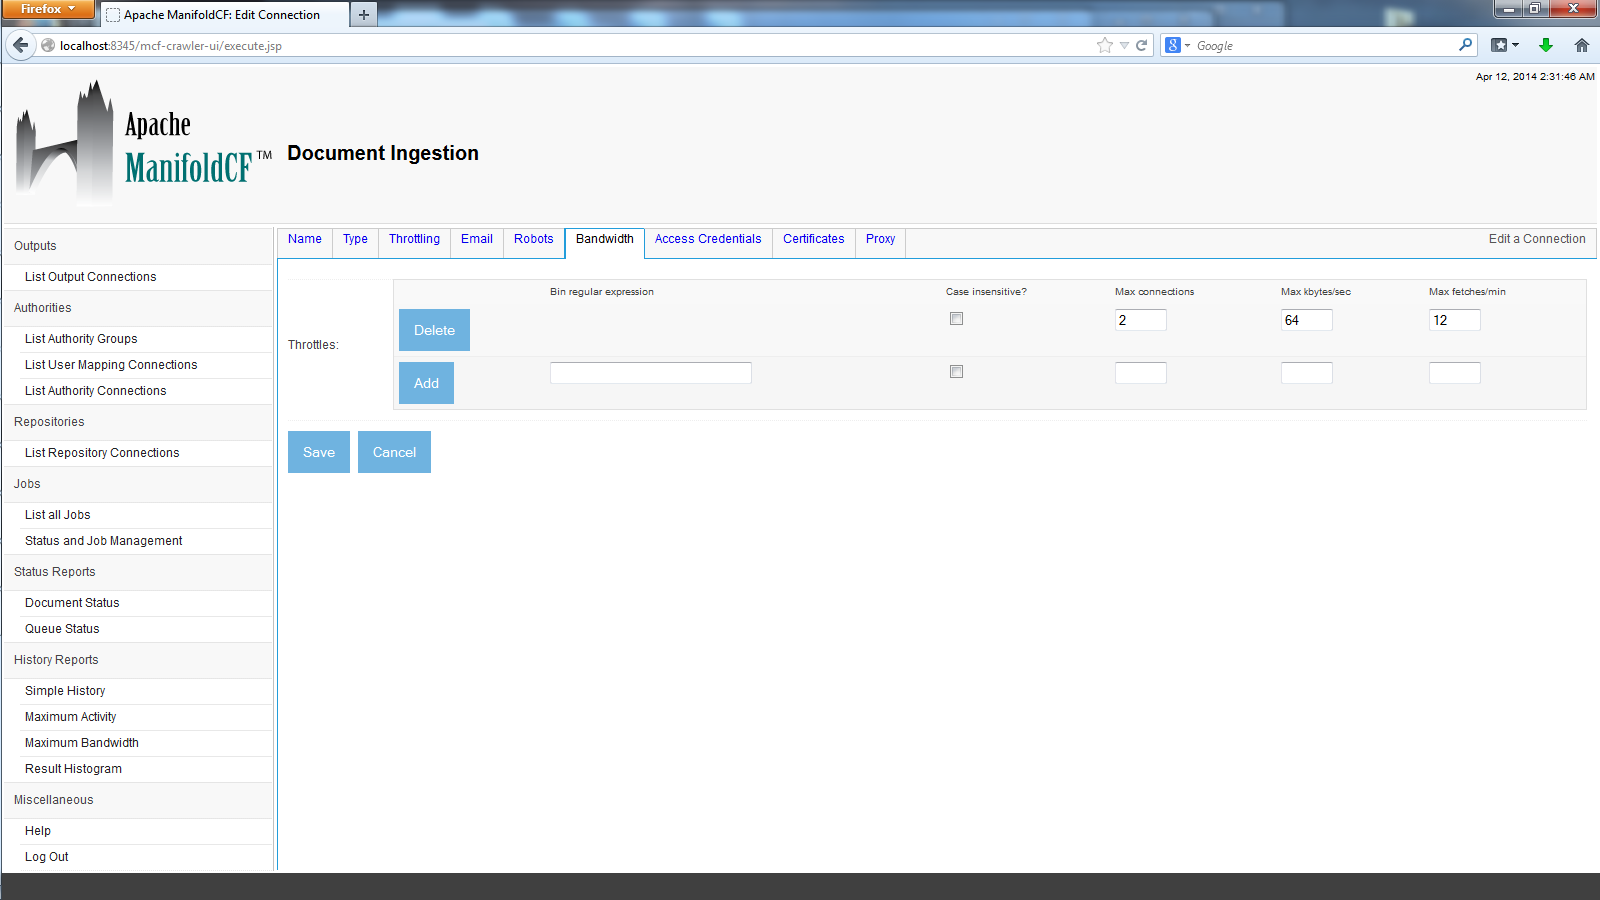 Firefox
Apache ManifoldCF: Edit Connection
localhost:8345/mcf-crawler-ui/execute.jsp
Google
Apr 12, 2014 2:31:46 AM
Apache
ManifoldCF™
Document Ingestion
Outputs
List Output Connections
Authorities
List Authority Groups
List User Mapping Connections
List Authority Connections
Repositories
List Repository Connections
Jobs
List all Jobs
Status and Job Management
Status Reports
Document Status
Queue Status
History Reports
Simple History
Maximum Activity
Maximum Bandwidth
Result Histogram
Miscellaneous
Help
Log Out
Name Type Throttling Email Robots Bandwidth Access Credentials Certificates Proxy Edit a Connection
Throttles:
Bin regular expression Case insensitive? Max connections Max kbytes/sec Max fetches/min
Delete 2 64 12
Add
Save Cancel